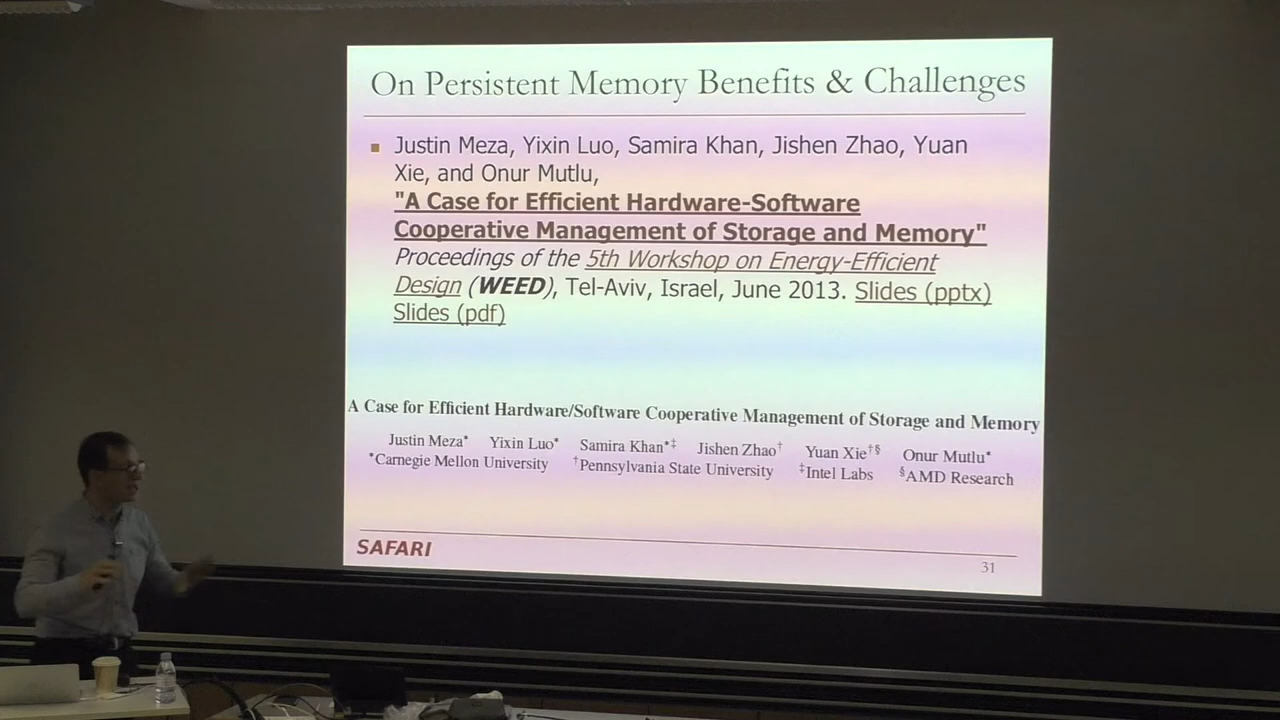 On Persistent Memory Benefits & Challenges
Justin Meza, Yixin Luo, Samira Khan, Jishen Zhao, Yuan
Xie, and Onur Mutlu,
"A Case for Efficient Hardware-Software
Cooperative Management of Storage and Memory"
Proceedings of the 5th Workshop on Energy-Efficient
Design (WEED), Tel-Aviv, Israel, June 2013. Slides (pptx)
Slides (pdf)
A Case for Efficient Hardware/Software Cooperative Management of Storage and Memory
Justin Meza* Yixin Luo* Samira Khan*‡ Jishen Zhao† Yuan Xie†§ Onur Mutlu*
*Carnegie Mellon University †Pennsylvania State University ‡Intel Labs §AMD Research
SAFARI
31